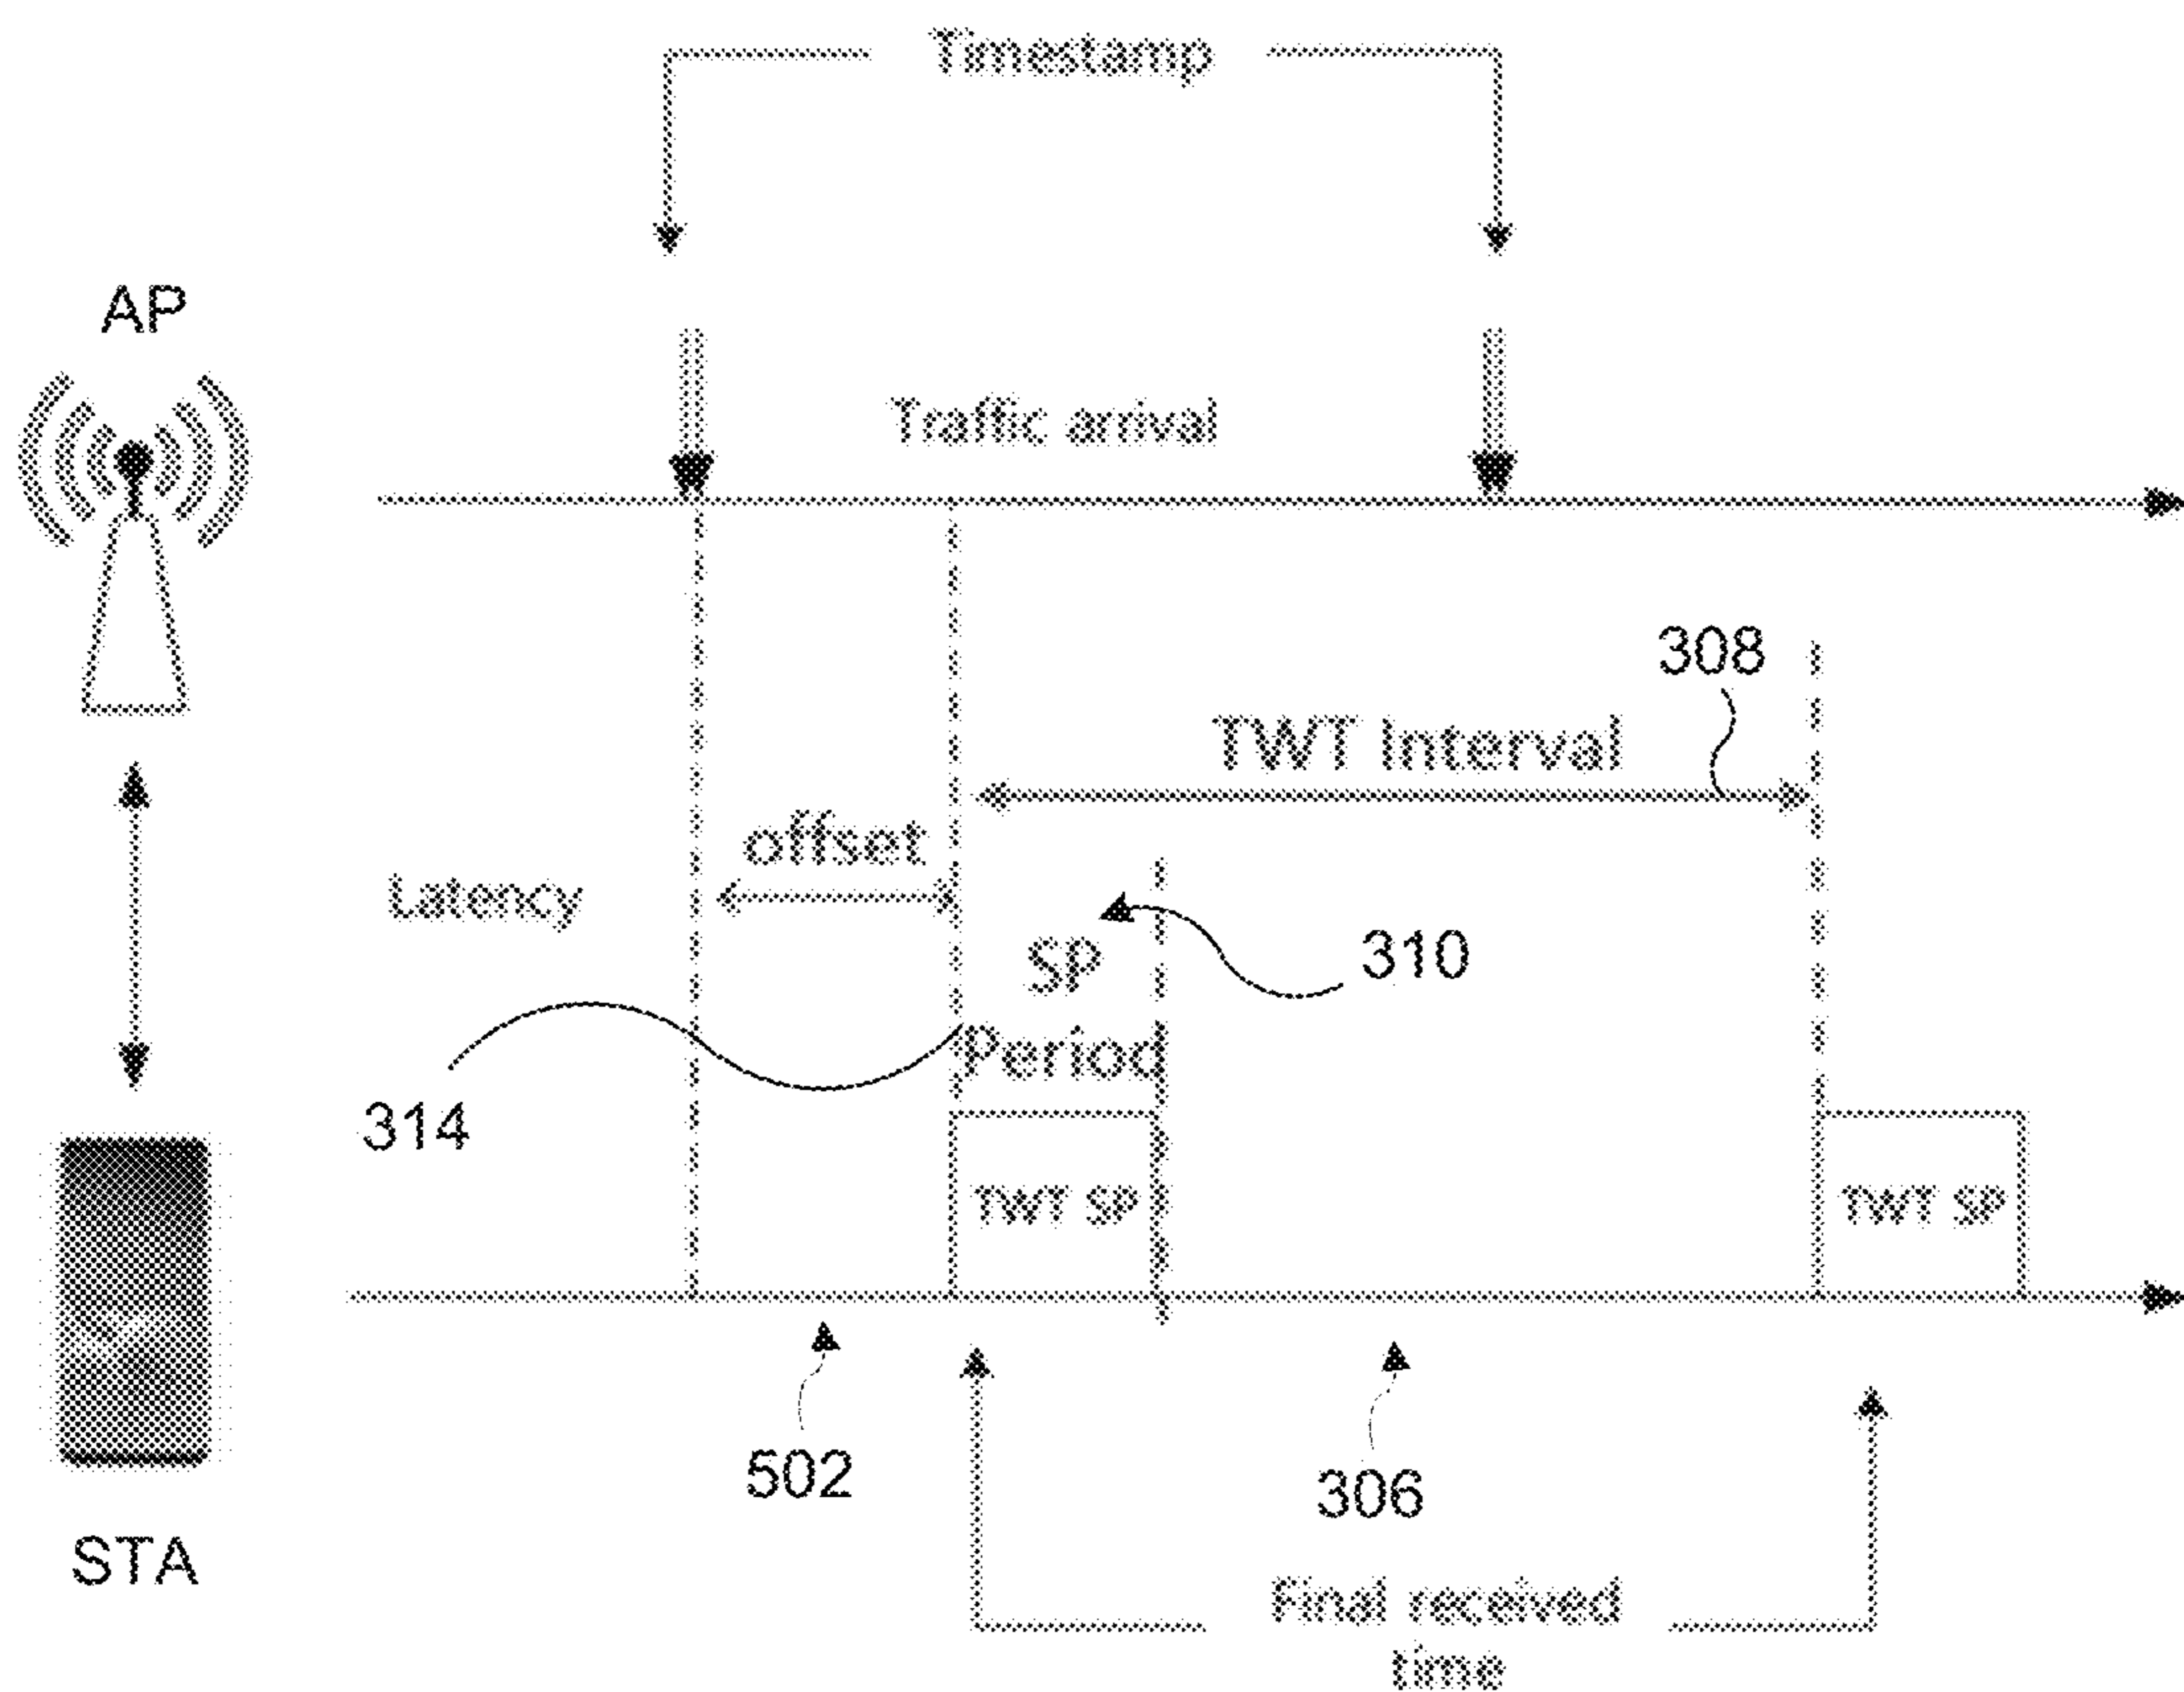 Timestamp
AP
Traffic arrival
308
TWT Interval
offset
Latency
310
SP
Period
314
TWT SP
TWT SP
502
306
STA
Final received
time